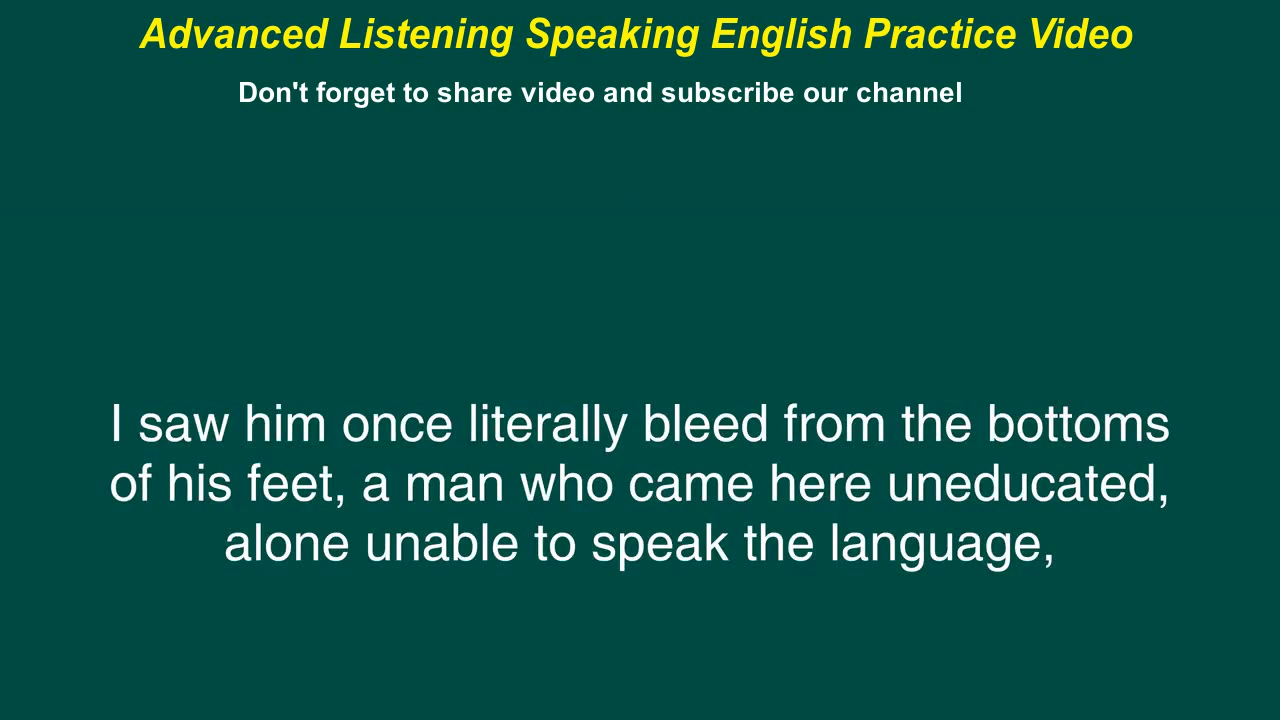 Advanced Listening Speaking English Practice Video
Don't forget to share video and subscribe our channel
I saw him once literally bleed from the bottoms
of his feet, a man who came here uneducated,
alone unable to speak the language,